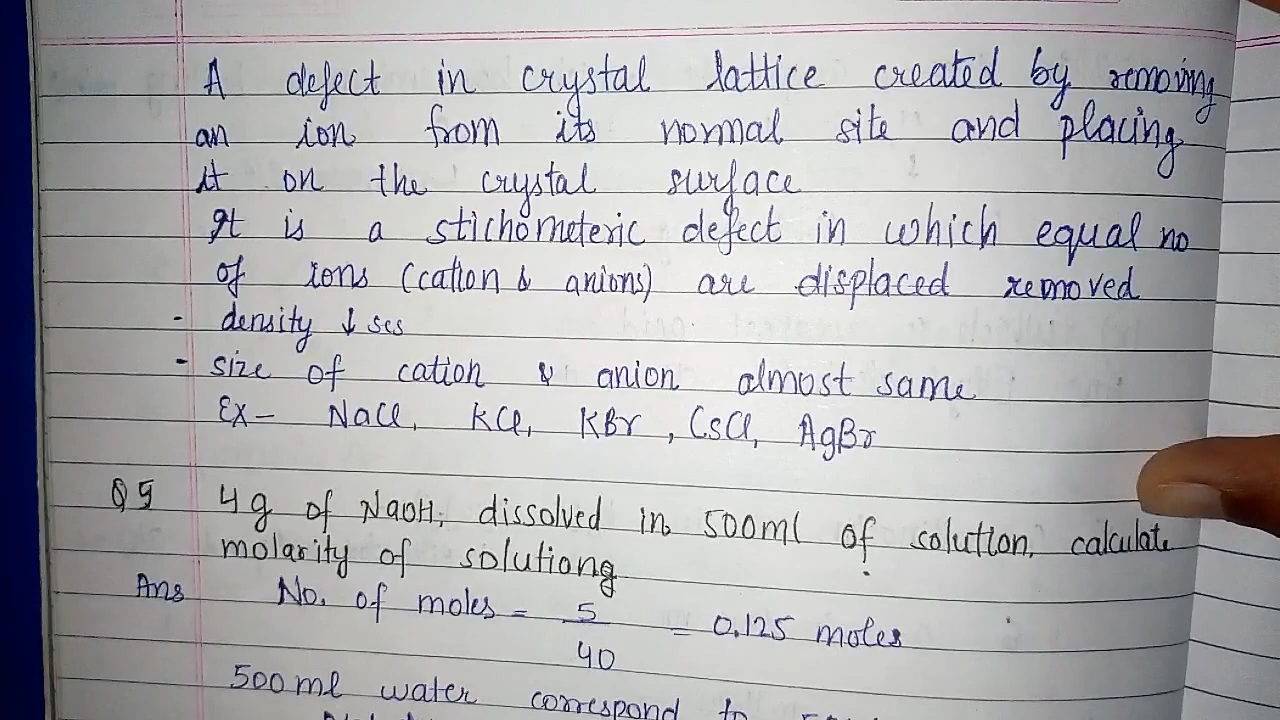 A defect in crystal lattice created by removing
an ion from its normal site and placing
it on the crystal surface
It is a stichometeric defect in which equal no
of ions (cation & anions) are displaced removed
- density ↓ ses
- size of cation & anion almost same
Ex- NaCl, KCl, KBr, CsCl, AgBr
Q5 4g of NaOH, dissolved in 500ml of solution, calculate
molarity of solution
Ans No. of moles = 5/40 = 0.125 moles
500ml water correspond to